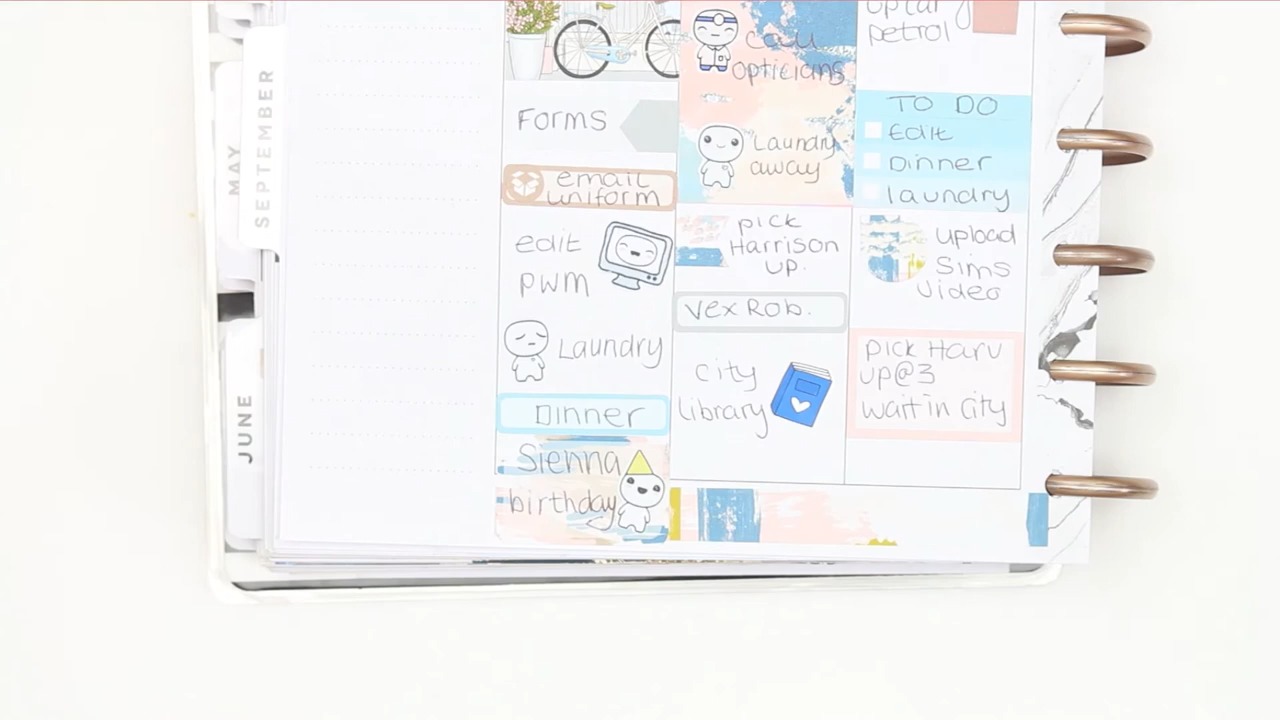 MAY
SEPTEMBER
JUNE
Forms
email
uniform
edit
pwm
Laundry
Dinner
Sienna
birthday
call
opticians
Laundry
away
pick
Harrison
up.
Vex Rob.
city
library
petrol
TO DO
Edit
Dinner
laundry
upload
Sims
Video
pick Harv
up@3
wait in city